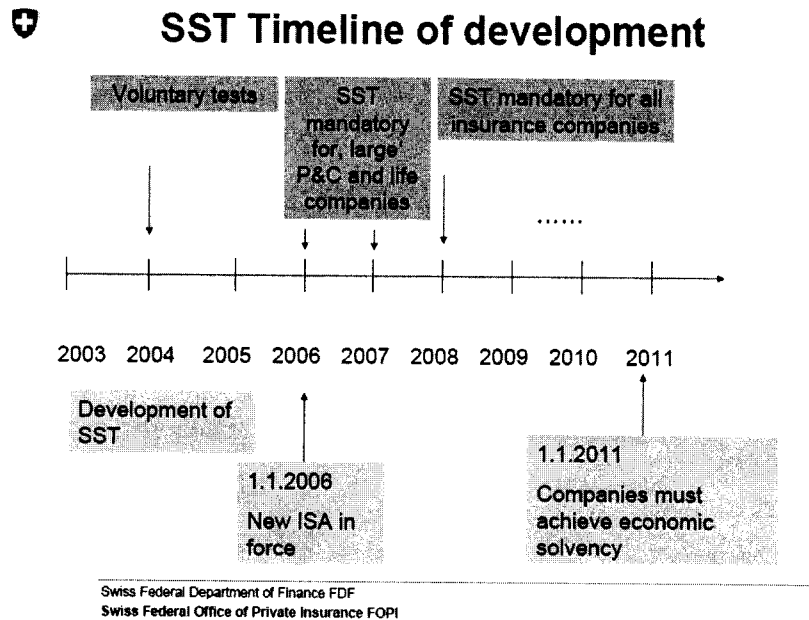 SST Timeline of development
Voluntary tests
SST
mandatory
for‚ large'
P&C and life
companies
SST mandatory for all
insurance companies
......
2003 2004 2005 2006 2007 2008 2009 2010 2011
Development of
SST
1.1.2006
New ISA in
force
1.1.2011
Companies must
achieve economic
solvency
Swiss Federal Department of Finance FDF
Swiss Federal Office of Private Insurance FOPI